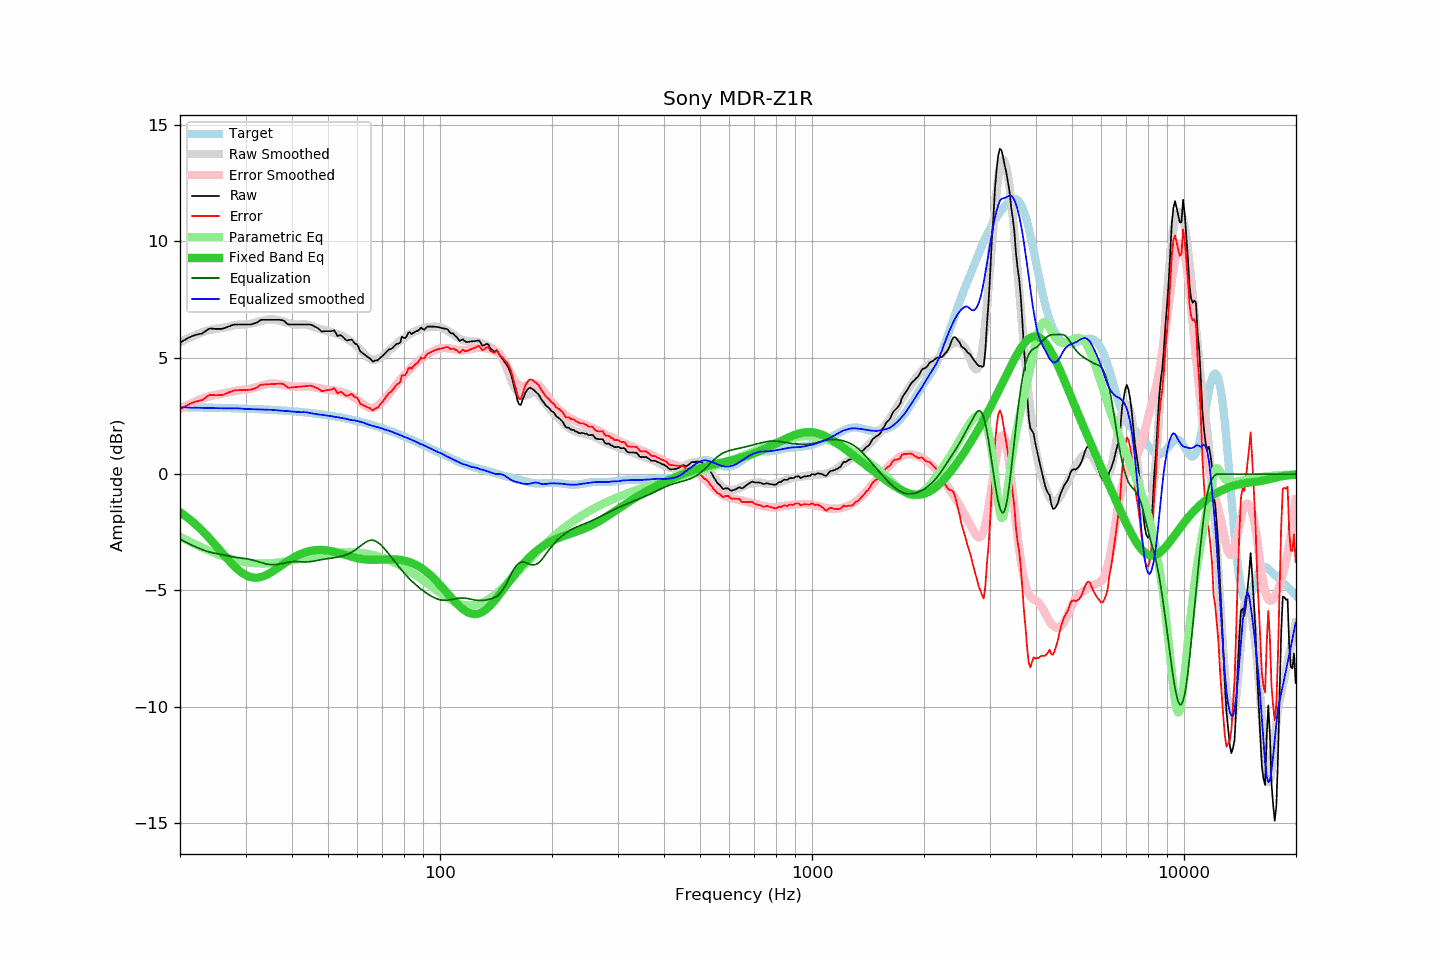 Sony MDR-Z1R
15
10
5
0
−5
−10
−15
Amplitude (dBr)
Target
Raw Smoothed
Error Smoothed
Raw
Error
Parametric Eq
Fixed Band Eq
Equalization
Equalized smoothed
100
1000
10000
Frequency (Hz)